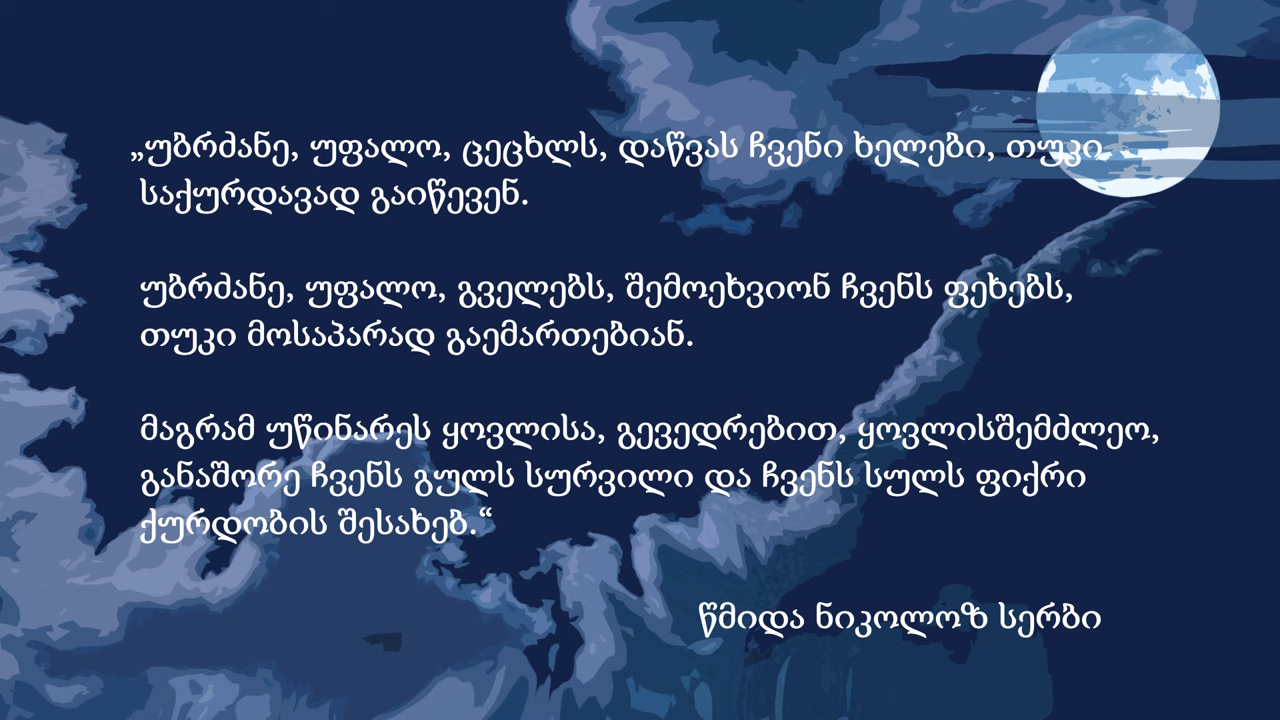 „უბრძანე, უფალო, ცეცხლს, დაწვას ჩვენი ხელები, თუკი
საქურდავად გაიწევენ.
უბრძანე, უფალო, გველებს, შემოეხვიონ ჩვენს ფეხებს,
თუკი მოსაპარად გაემართებიან.
მაგრამ უწინარეს ყოვლისა, გევედრებით, ყოვლისშემძლეო,
განაშორე ჩვენს გულს სურვილი და ჩვენს სულს ფიქრი
ქურდობის შესახებ.“
წმიდა ნიკოლოზ სერბი